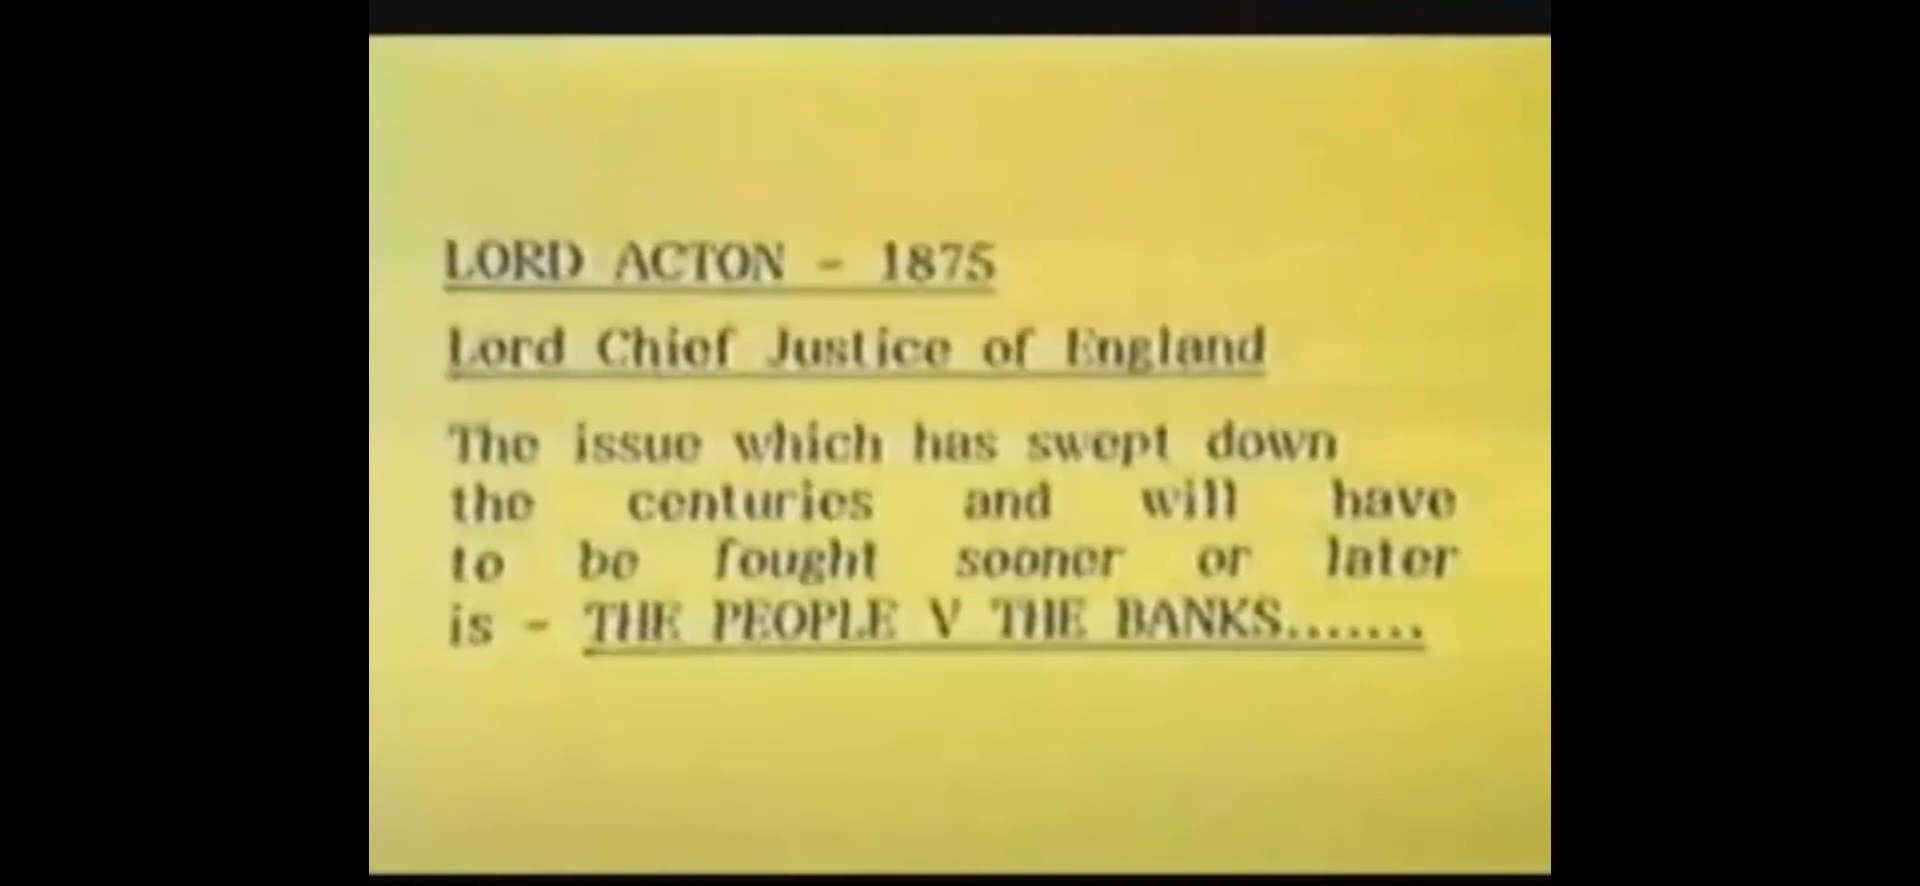 LORD ACTON - 1875
Lord Chief Justice of England
The issue which has swept down
the centuries and will have
to be fought sooner or later
is - THE PEOPLE V THE BANKS.......